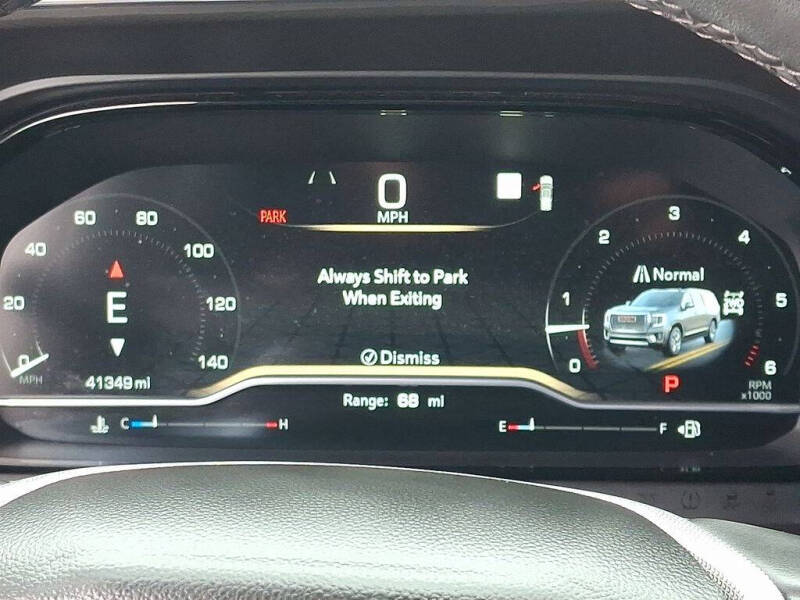 0
MPH
PARK
60 80
40 100
20 120
0 140
MPH
E
41349 mi
Always Shift to Park
When Exiting
Dismiss
Range: 68 mi
C H
E F
3
2 4
1 5
0 6
Normal
P
RPM
x1000